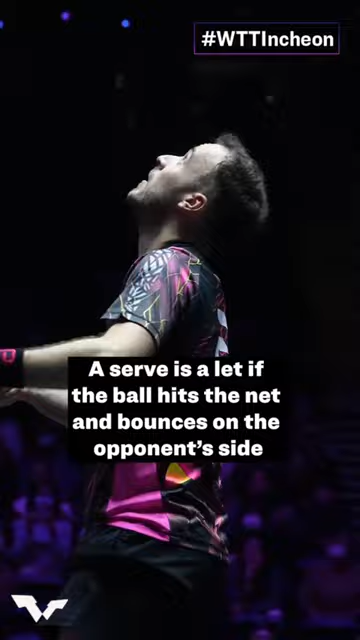 #WTTIncheon
A serve is a let if
the ball hits the net
and bounces on the
opponent’s side